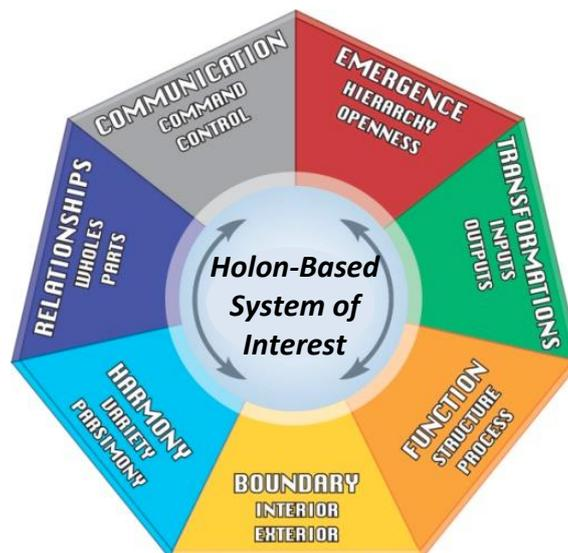 COMMUNICATION
COMMAND
CONTROL
EMERGENCE
HIERARCHY
OPENNESS
TRANSFORMATIONS
INPUTS
OUTPUTS
FUNCTION
STRUCTURE
PROCESS
BOUNDARY
INTERIOR
EXTERIOR
HARMONY
VARIETY
PARSIMONY
RELATIONSHIPS
WHOLES
PARTS
Holon-Based
System of
Interest